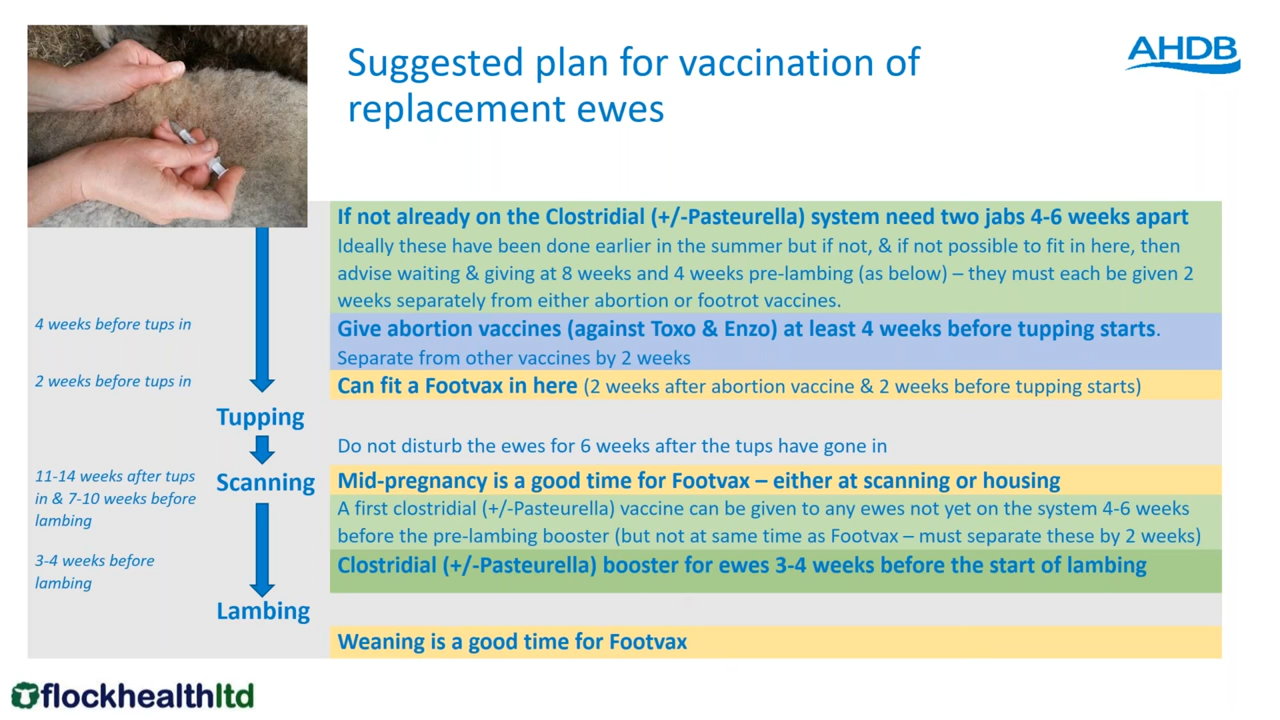 Suggested plan for vaccination of
replacement ewes
AHDB
If not already on the Clostridial (+/-Pasteurella) system need two jabs 4-6 weeks apart
Ideally these have been done earlier in the summer but if not, & if not possible to fit in here, then
advise waiting & giving at 8 weeks and 4 weeks pre-lambing (as below) – they must each be given 2
weeks separately from either abortion or footrot vaccines.
4 weeks before tups in
Give abortion vaccines (against Toxo & Enzo) at least 4 weeks before tupping starts.
Separate from other vaccines by 2 weeks
2 weeks before tups in
Can fit a Footvax in here (2 weeks after abortion vaccine & 2 weeks before tupping starts)
Tupping
Do not disturb the ewes for 6 weeks after the tups have gone in
11-14 weeks after tups
in & 7-10 weeks before
lambing
Scanning
Mid-pregnancy is a good time for Footvax – either at scanning or housing
A first clostridial (+/-Pasteurella) vaccine can be given to any ewes not yet on the system 4-6 weeks
before the pre-lambing booster (but not at same time as Footvax – must separate these by 2 weeks)
3-4 weeks before
lambing
Clostridial (+/-Pasteurella) booster for ewes 3-4 weeks before the start of lambing
Lambing
Weaning is a good time for Footvax
flockhealthltd